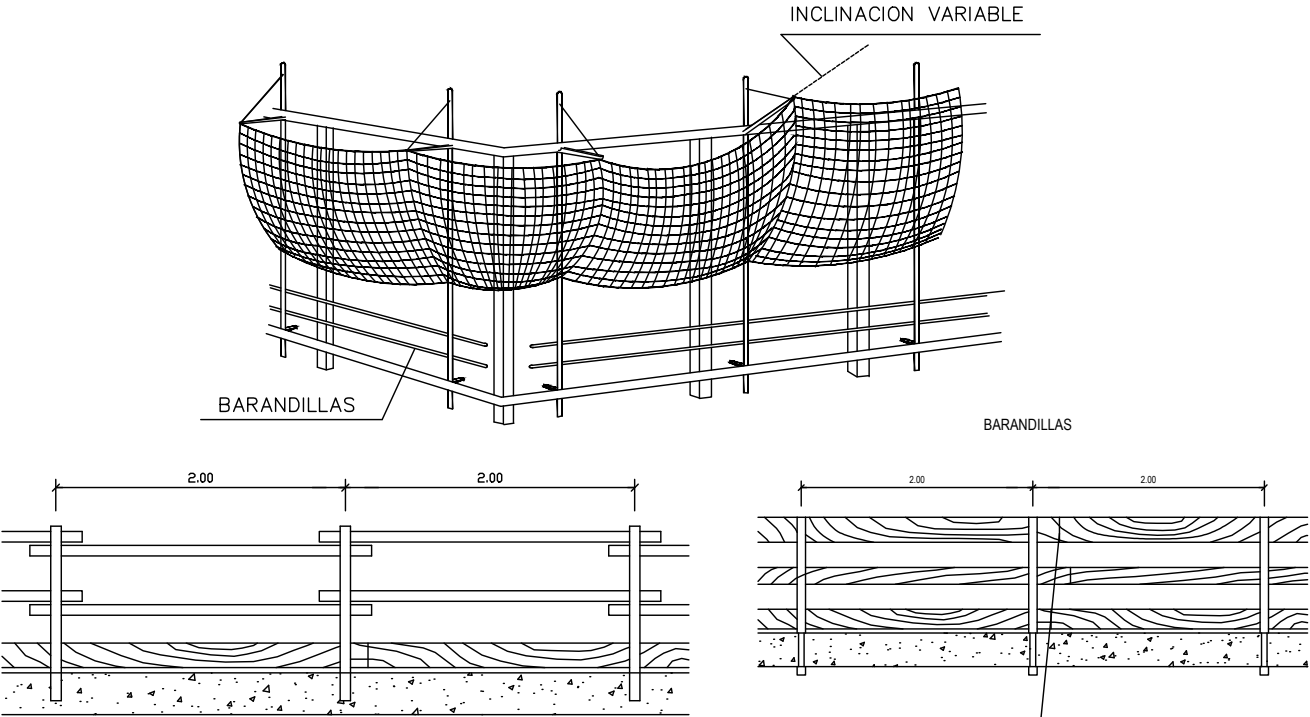 INCLINACION VARIABLE
BARANDILLAS
BARANDILLAS
2.00 2.00
2.00 2.00